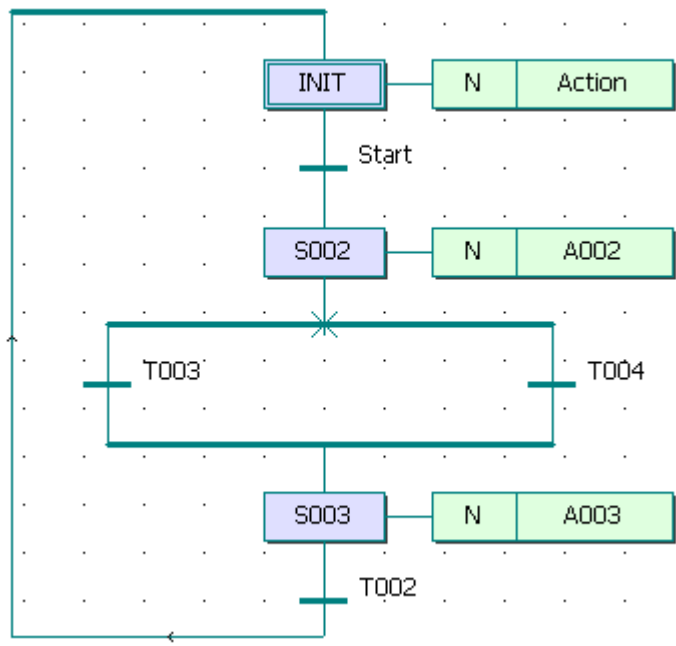 INIT
N
Action
Start
S002
N
A002
T003
T004
S003
N
A003
T002